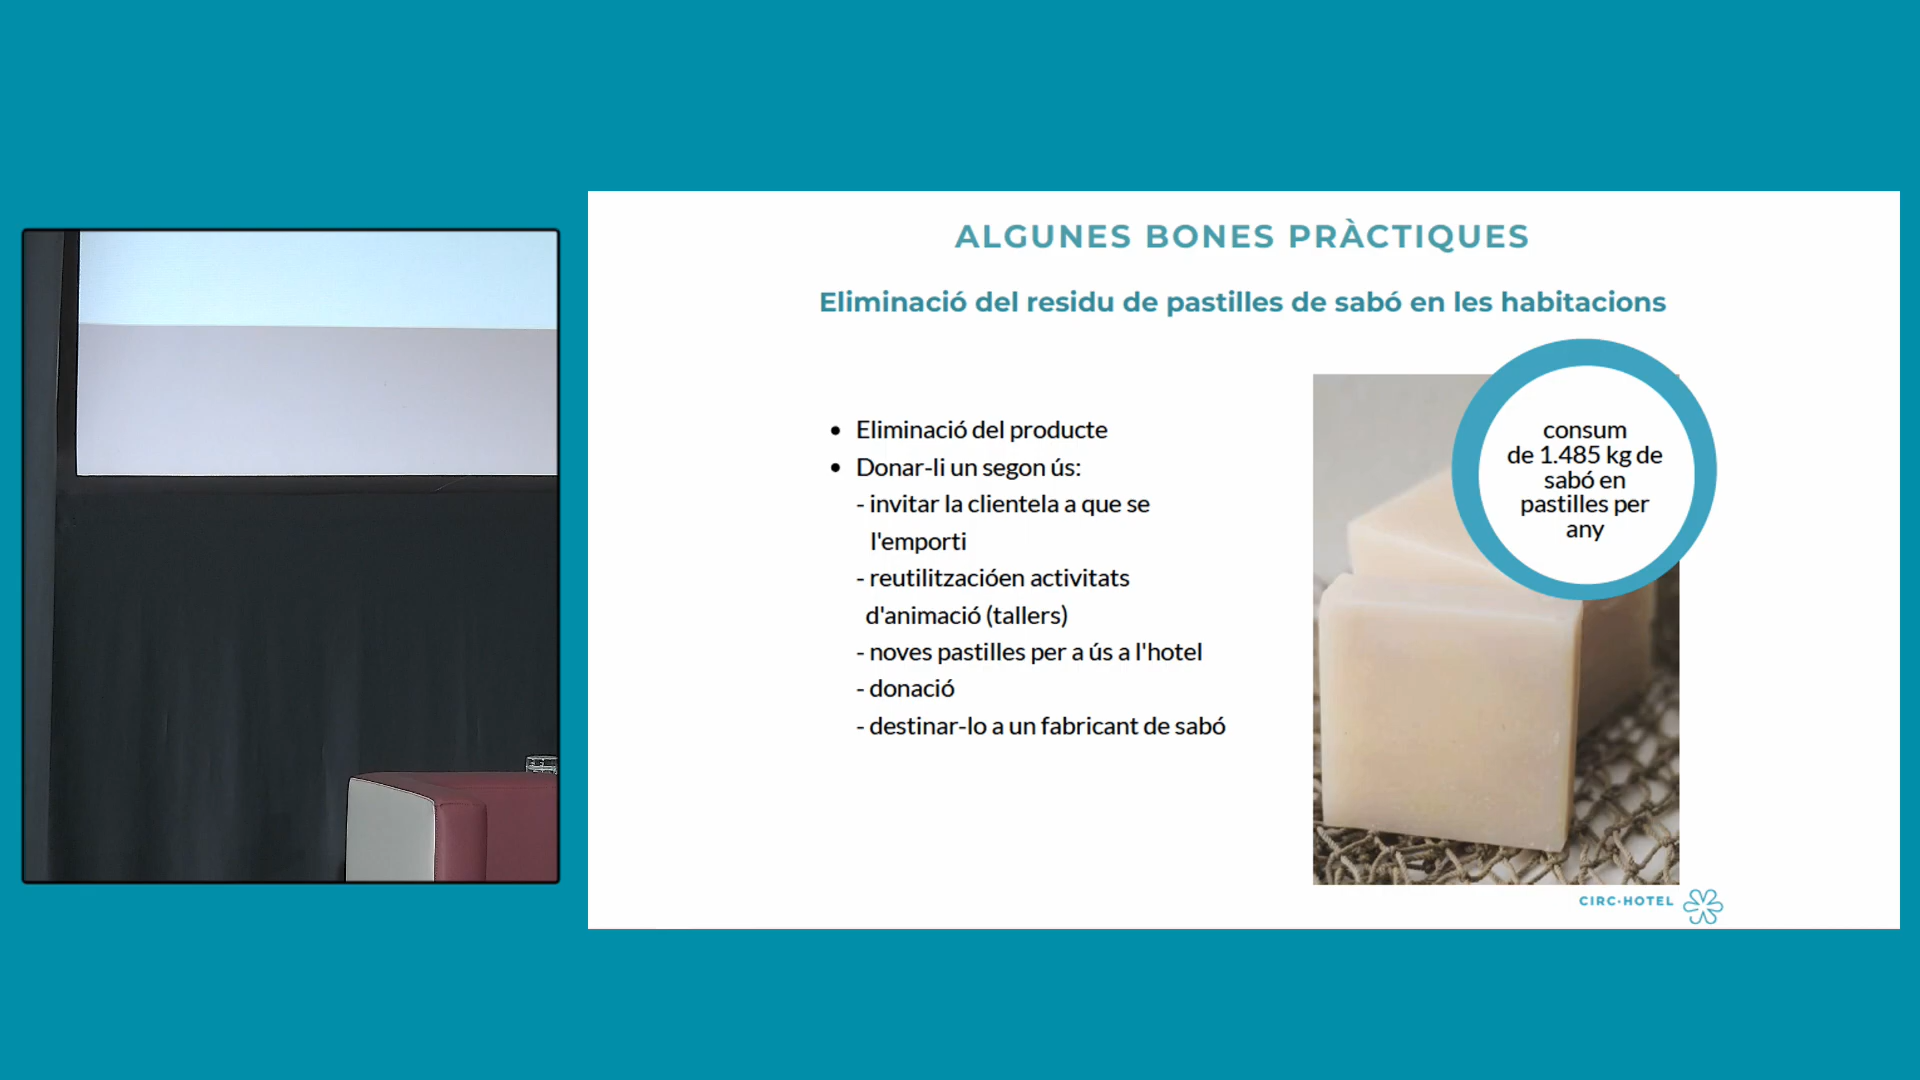 ALGUNES BONES PRÀCTIQUES
Eliminació del residu de pastilles de sabó en les habitacions
• Eliminació del producte
• Donar-li un segon ús:
- invitar la clientela a que se
l'emporti
- reutilitzacióen activitats
d'animació (tallers)
- noves pastilles per a ús a l'hotel
- donació
- destinar-lo a un fabricant de sabó
consum
de 1.485 kg de
sabó en
pastilles per
any
CIRC·HOTEL